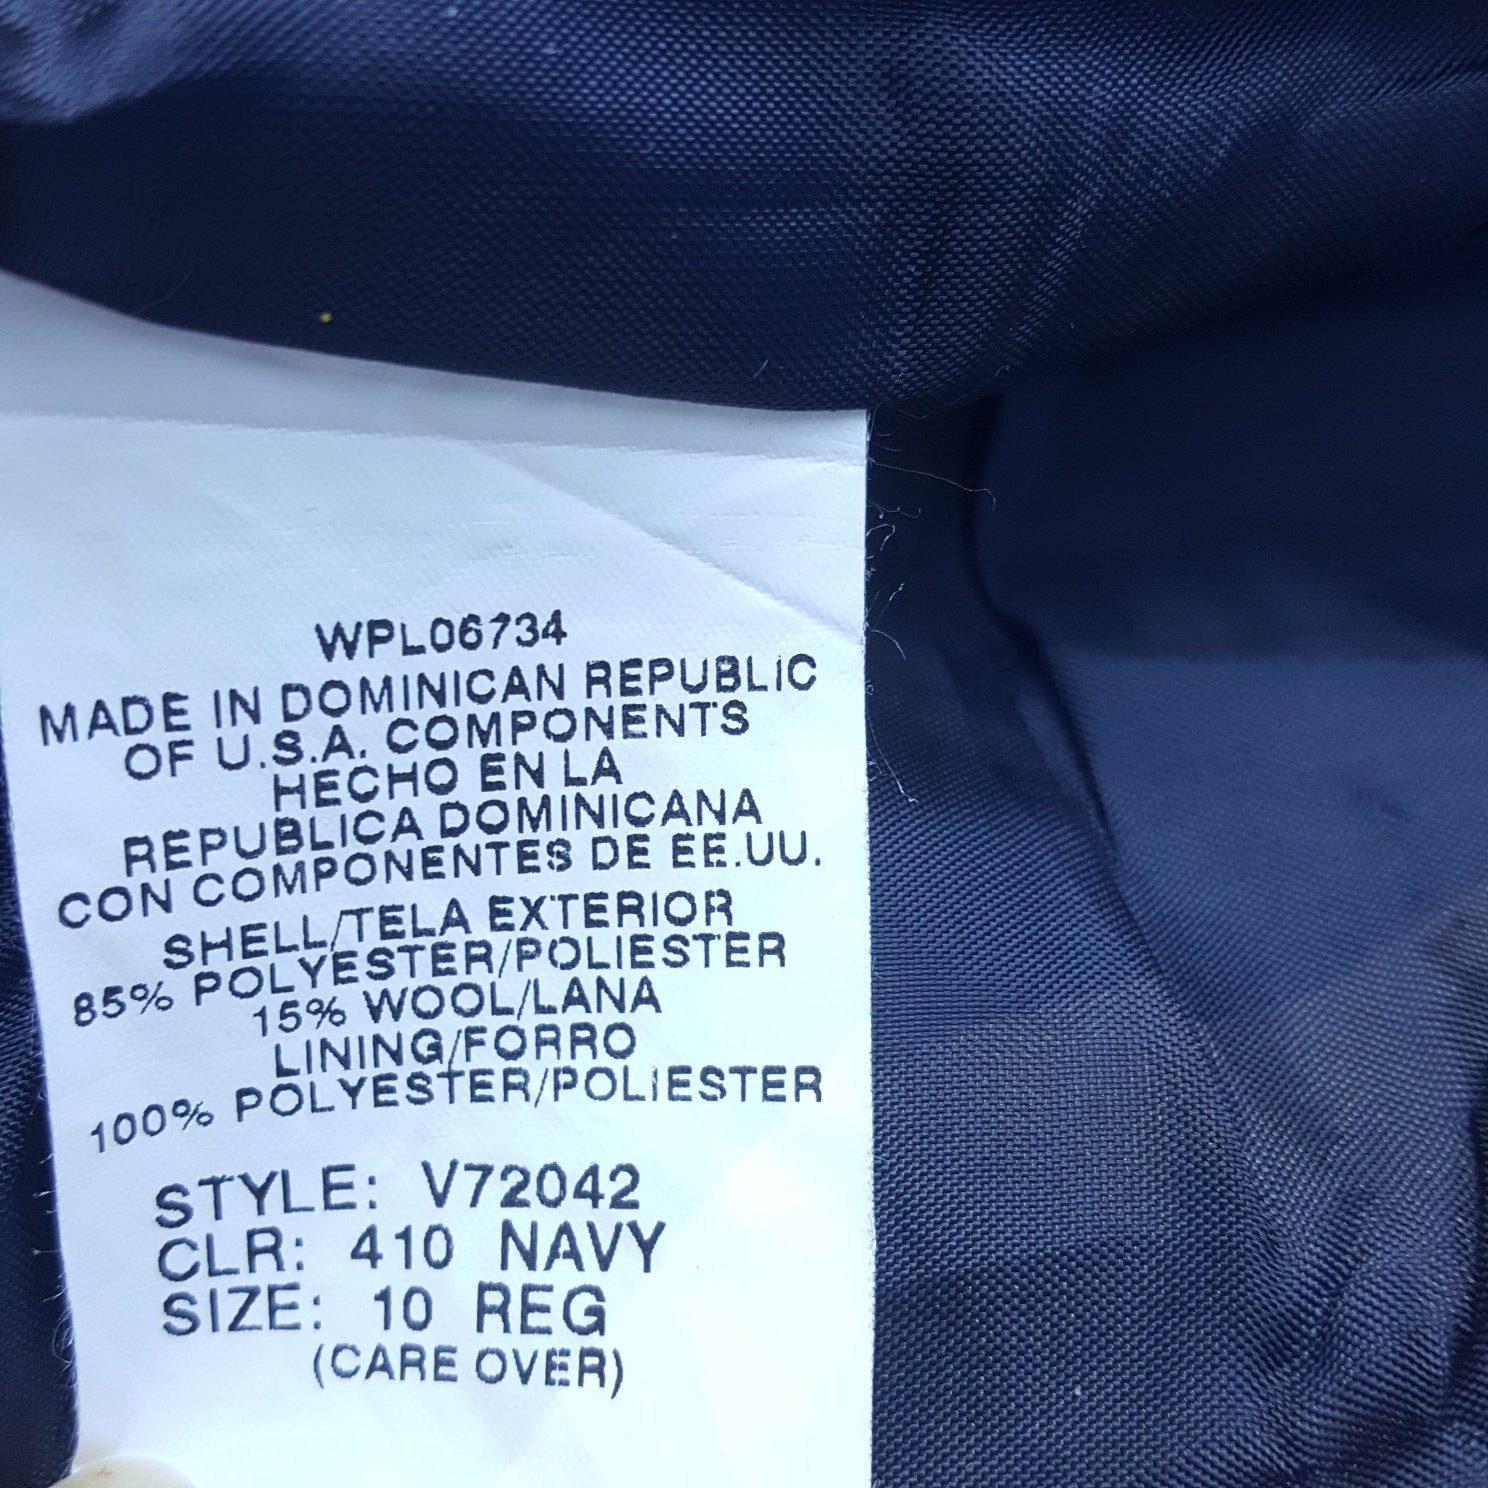 WPL06734
MADE IN DOMINICAN REPUBLIC
OF U.S.A. COMPONENTS
HECHO EN LA
REPUBLICA DOMINICANA
CON COMPONENTES DE EE.UU.
SHELL/TELA EXTERIOR
85% POLYESTER/POLIESTER
15% WOOL/LANA
LINING/FORRO
100% POLYESTER/POLIESTER
STYLE: V72042
CLR: 410 NAVY
SIZE: 10 REG
(CARE OVER)